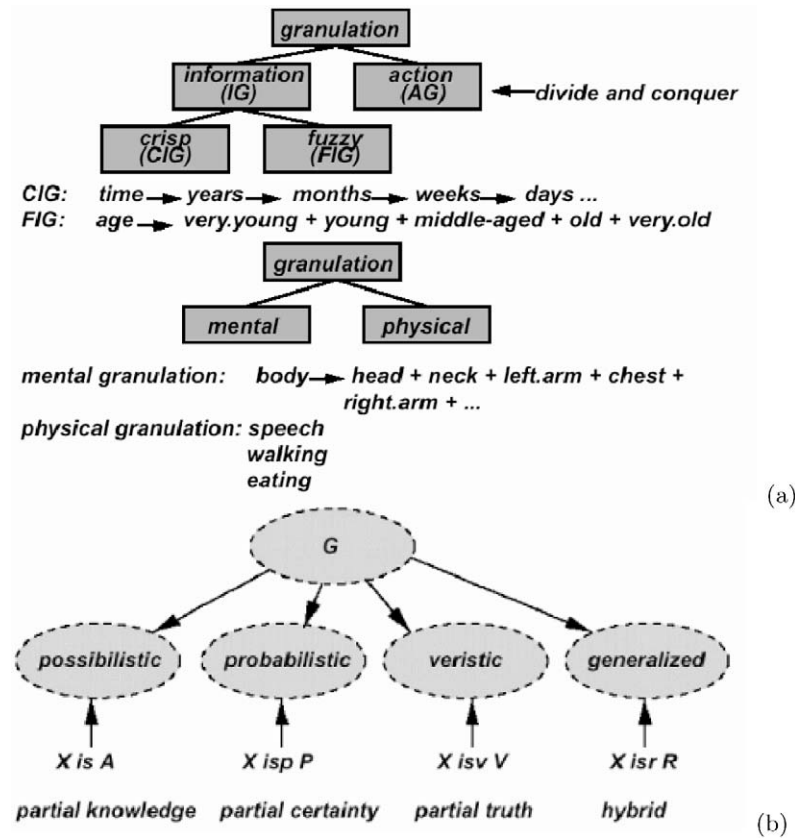 granulation
information
(IG)
action
(AG)
divide and conquer
crisp
(CIG)
fuzzy
(FIG)
CIG: time years months weeks days ...
FIG: age very.young + young + middle-aged + old + very.old
granulation
mental
physical
mental granulation: body head + neck + left.arm + chest +
right.arm + ...
physical granulation: speech
walking
eating
(a)
G
possibilistic probabilistic veristic generalized
X is A X isp P X isv V X isr R
partial knowledge partial certainty partial truth hybrid
(b)